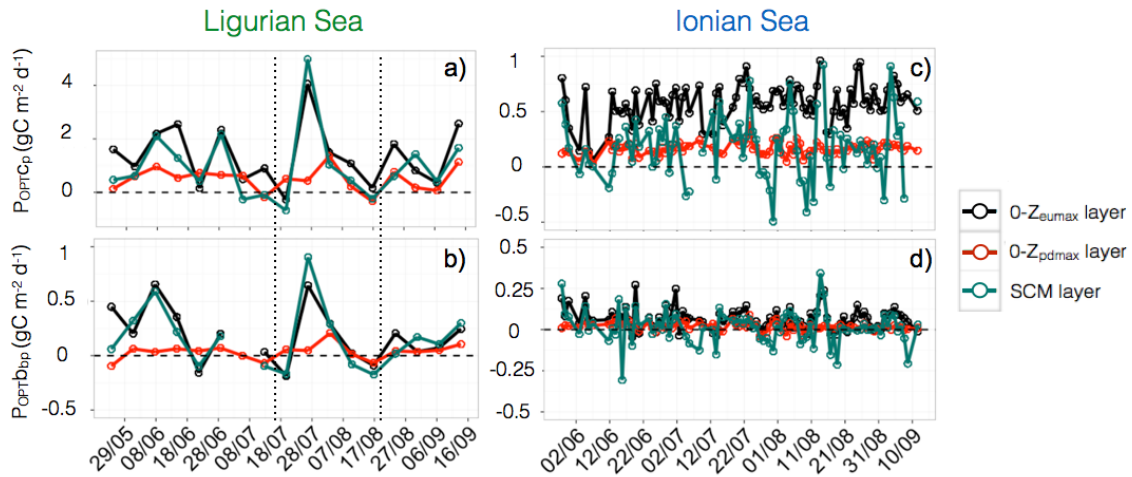 Ligurian Sea
Ionian Sea
P_OPTc_p (gC m⁻² d⁻¹)
4
2
0
a)
1
0.5
0
-0.5
c)
P_OPTb_bp (gC m⁻² d⁻¹)
1
0.5
0
-0.5
b)
0.5
0.25
0
-0.25
-0.5
d)
29/05 08/06 18/06 28/06 08/07 18/07 28/07 07/08 17/08 27/08 06/09 16/09
02/06 12/06 22/06 02/07 12/07 22/07 01/08 11/08 21/08 31/08 10/09
0-Z_eumax layer
0-Z_pdmax layer
SCM layer